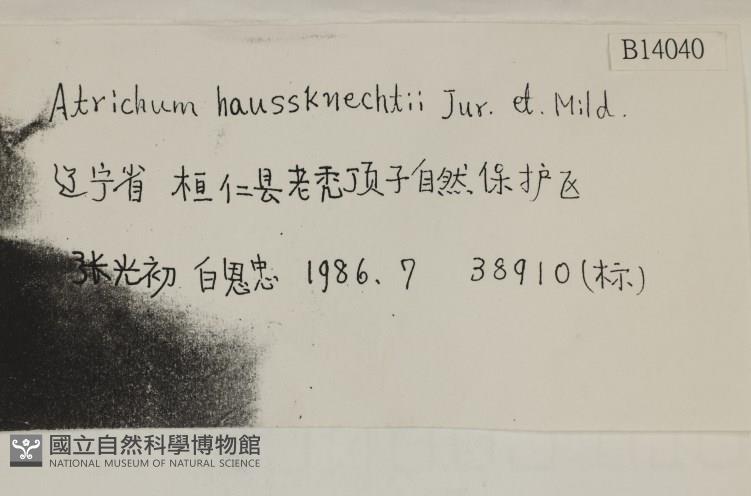 B14040
Atrichum haussknechtii Jur. et. Mild.
辽宁省 桓仁县老秃顶子自然保护区
张光初 白恩忠 1986.7 38910(标)
國立自然科學博物館
NATIONAL MUSEUM OF NATURAL SCIENCE